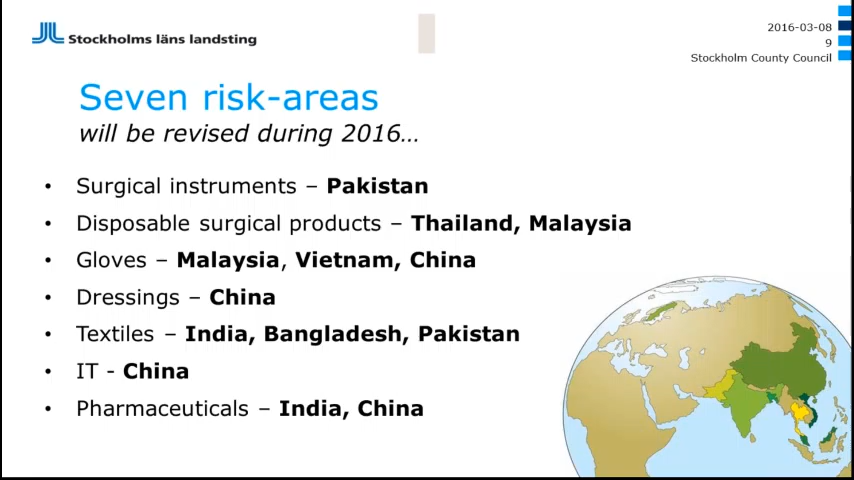 Stockholms läns landsting
2016-03-08
9
Stockholm County Council
Seven risk-areas
will be revised during 2016…
• Surgical instruments – Pakistan
• Disposable surgical products – Thailand, Malaysia
• Gloves – Malaysia, Vietnam, China
• Dressings – China
• Textiles – India, Bangladesh, Pakistan
• IT - China
• Pharmaceuticals – India, China